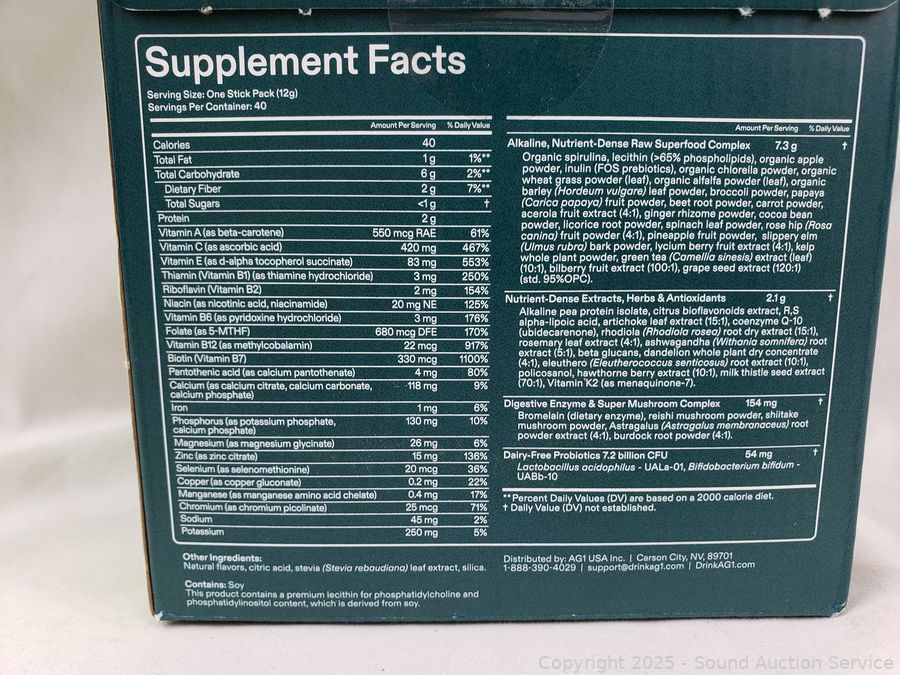 Supplement Facts
Serving Size: One Stick Pack (12g)
Servings Per Container: 40
Amount Per Serving % Daily Value
Calories 40
Total Fat 1 g 1%**
Total Carbohydrate 6 g 2%**
Dietary Fiber 2 g 7%**
Total Sugars <1 g †
Protein 2 g
Vitamin A (as beta-carotene) 550 mcg RAE 61%
Vitamin C (as ascorbic acid) 420 mg 467%
Vitamin E (as d-alpha tocopherol succinate) 83 mg 553%
Thiamin (Vitamin B1) (as thiamine hydrochloride) 3 mg 250%
Riboflavin (Vitamin B2) 2 mg 154%
Niacin (as nicotinic acid, niacinamide) 20 mg NE 125%
Vitamin B6 (as pyridoxine hydrochloride) 3 mg 176%
Folate (as 5-MTHF) 680 mcg DFE 170%
Vitamin B12 (as methylcobalamin) 22 mcg 917%
Biotin (Vitamin B7) 330 mcg 1100%
Pantothenic acid (as calcium pantothenate) 4 mg 80%
Calcium (as calcium citrate, calcium carbonate, 118 mg 9%
calcium phosphate)
Iron 1 mg 6%
Phosphorus (as potassium phosphate, 130 mg 10%
calcium phosphate)
Magnesium (as magnesium glycinate) 26 mg 6%
Zinc (as zinc citrate) 15 mg 136%
Selenium (as selenomethionine) 20 mcg 36%
Copper (as copper gluconate) 0.2 mg 22%
Manganese (as manganese amino acid chelate) 0.4 mg 17%
Chromium (as chromium picolinate) 25 mcg 71%
Sodium 45 mg 2%
Potassium 250 mg 5%
Amount Per Serving % Daily Value
Alkaline, Nutrient-Dense Raw Superfood Complex 7.3 g †
Organic spirulina, lecithin (>65% phospholipids), organic apple
powder, inulin (FOS prebiotics), organic chlorella powder, organic
wheat grass powder (leaf), organic alfalfa powder (leaf), organic
barley (Hordeum vulgare) leaf powder, broccoli powder, papaya
(Carica papaya) fruit powder, beet root powder, carrot powder,
acerola fruit extract (4:1), ginger rhizome powder, cocoa bean
powder, licorice root powder, spinach leaf powder, rose hip (Rosa
canina) fruit powder (4:1), pineapple fruit powder, slippery elm
(Ulmus rubra) bark powder, lycium berry fruit extract (4:1), kelp
whole plant powder, green tea (Camellia sinesis) extract (leaf)
(10:1), bilberry fruit extract (100:1), grape seed extract (120:1)
(std. 95%OPC).
Nutrient-Dense Extracts, Herbs & Antioxidants 2.1 g †
Alkaline pea protein isolate, citrus bioflavonoids extract, R,S
alpha-lipoic acid, artichoke leaf extract (15:1), coenzyme Q-10
(ubidecarenone), rhodiola (Rhodiola rosea) root dry extract (15:1),
rosemary leaf extract (4:1), ashwagandha (Withania somnifera) root
extract (5:1), beta glucans, dandelion whole plant dry concentrate
(4:1), eleuthero (Eleutherococcus senticosus) root extract (10:1),
policosanol, hawthorne berry extract (10:1), milk thistle seed extract
(70:1), Vitamin K2 (as menaquinone-7).
Digestive Enzyme & Super Mushroom Complex 154 mg †
Bromelain (dietary enzyme), reishi mushroom powder, shiitake
mushroom powder, Astragalus (Astragalus membranaceus) root
powder extract (4:1), burdock root powder (4:1).
Dairy-Free Probiotics 7.2 billion CFU 54 mg †
Lactobacillus acidophilus - UALa-01, Bifidobacterium bifidum -
UABb-10
**Percent Daily Values (DV) are based on a 2000 calorie diet.
† Daily Value (DV) not established.
Other Ingredients:
Natural flavors, citric acid, stevia (Stevia rebaudiana) leaf extract, silica.
Contains: Soy
This product contains a premium lecithin for phosphatidylcholine and
phosphatidylinositol content, which is derived from soy.
Distributed by: AG1 USA Inc. | Carson City, NV, 89701
1-888-390-4029 | support@drinkag1.com | DrinkAG1.com
Copyright 2025 - Sound Auction Service